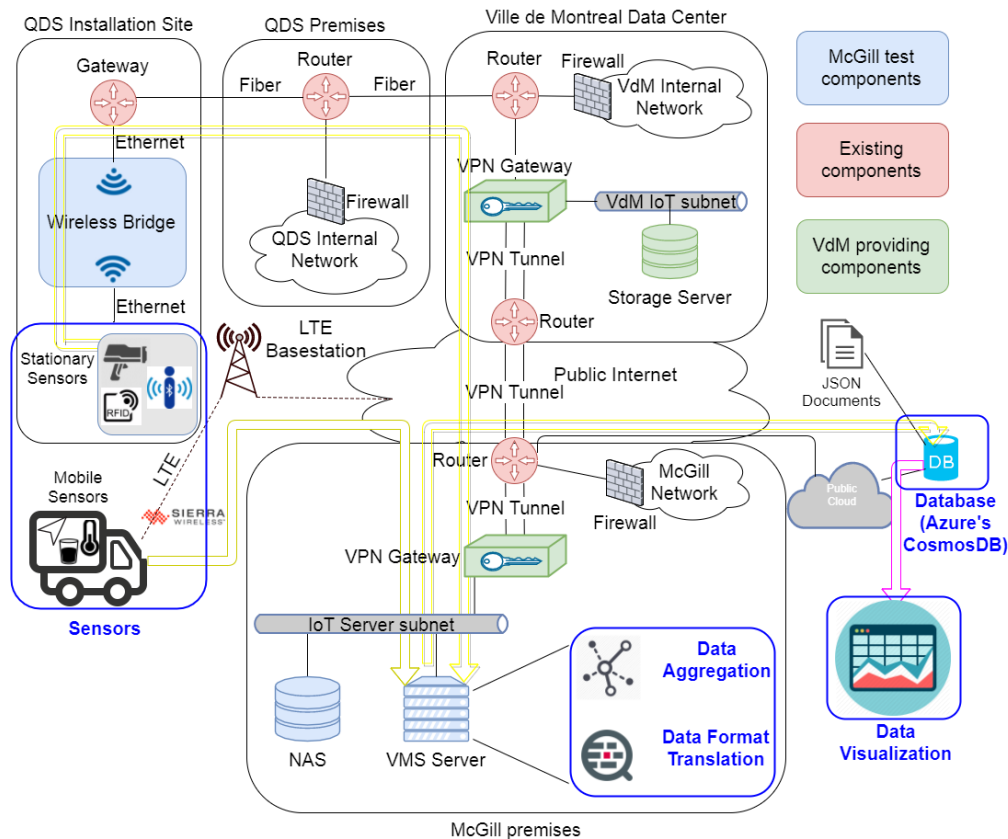 QDS Installation Site
QDS Premises
Ville de Montreal Data Center
Gateway
Router
Router
Firewall
Fiber
Fiber
VdM Internal
Network
McGill test
components
Ethernet
Wireless Bridge
Ethernet
Firewall
QDS Internal
Network
VPN Gateway
VdM IoT subnet
VPN Tunnel
Storage Server
Existing
components
VdM providing
components
Router
LTE
Basestation
Stationary
Sensors
RFID
Public Internet
VPN Tunnel
JSON
Documents
LTE
Mobile
Sensors
SIERRA
WIRELESS
Sensors
Router
McGill
Network
Firewall
VPN Tunnel
VPN Gateway
Public
Cloud
DB
Database
(Azure's
CosmosDB)
IoT Server subnet
NAS
VMS Server
Data
Aggregation
Data Format
Translation
Data
Visualization
McGill premises